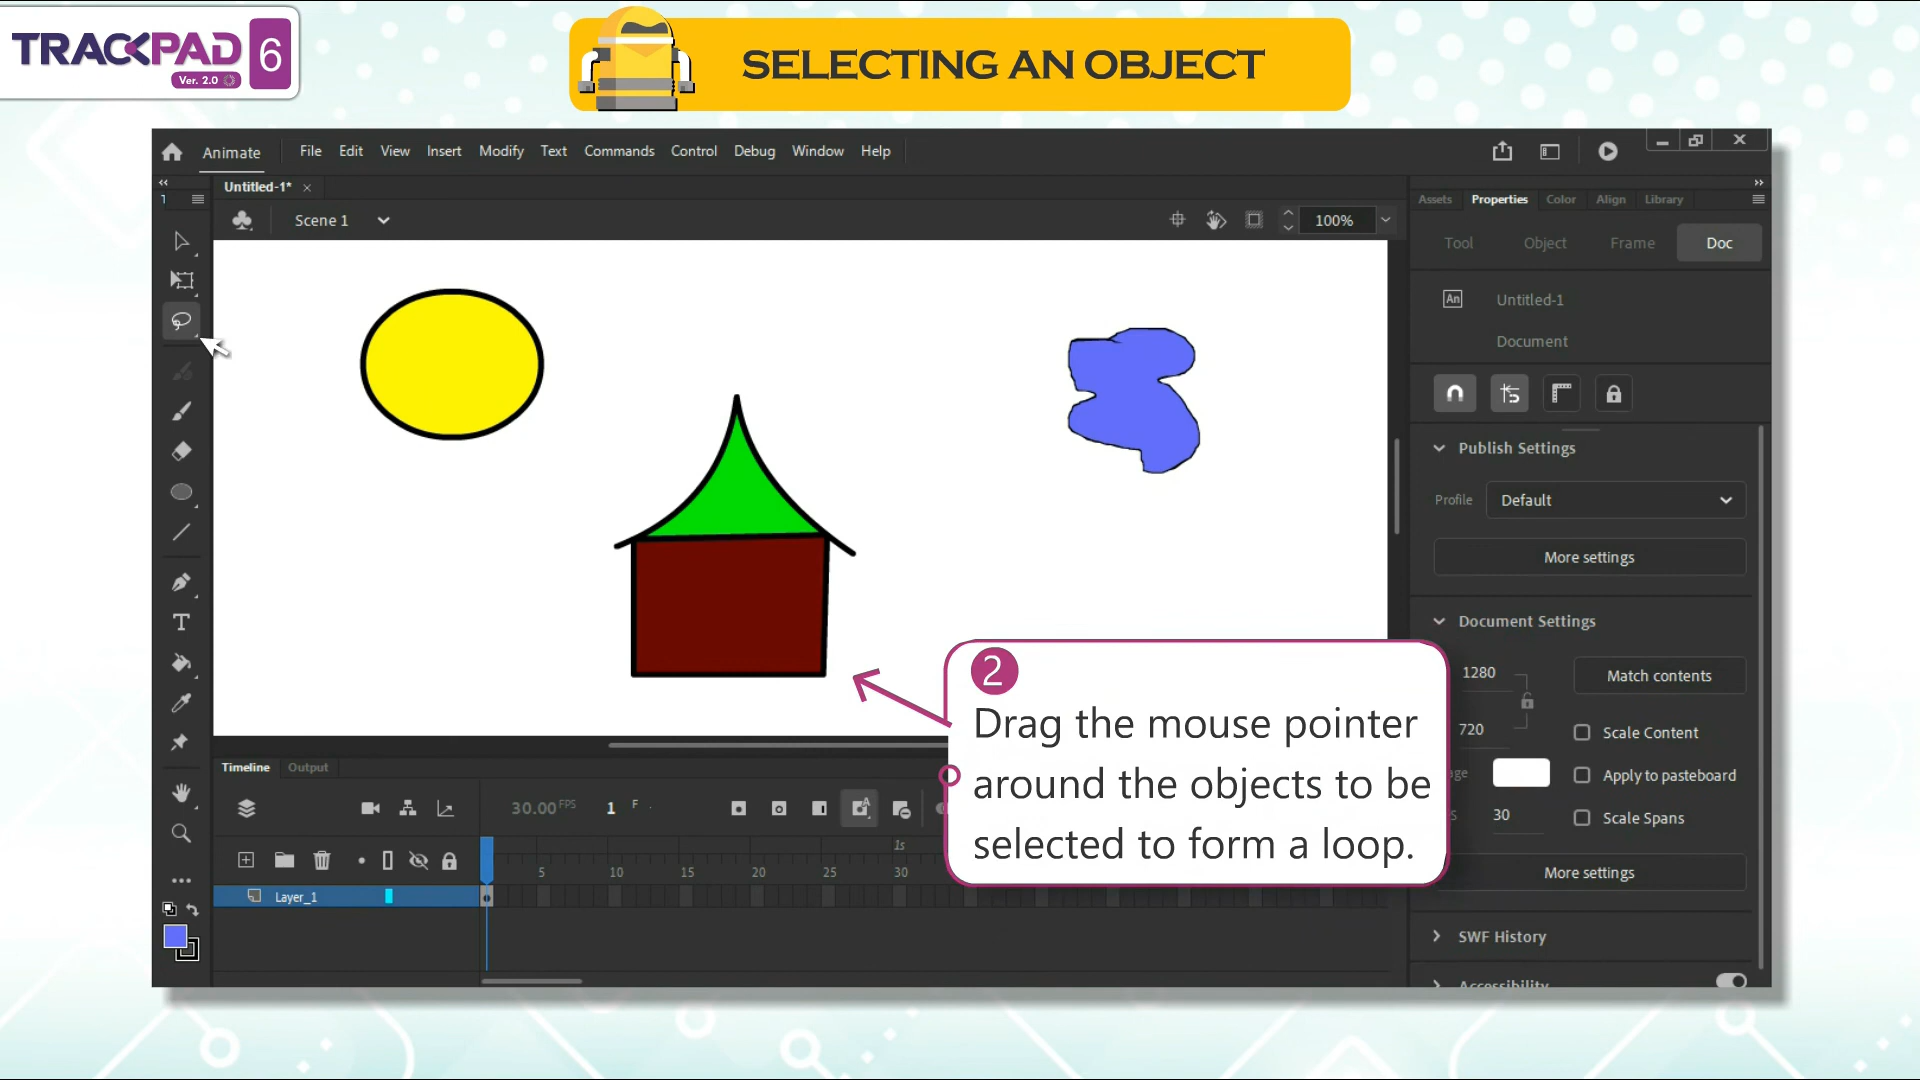 TRACKPAD 6
Ver. 2.0
SELECTING AN OBJECT
Animate File Edit View Insert Modify Text Commands Control Debug Window Help
Untitled-1*
Scene 1
100%
Assets Properties Color Align Library
Tool Object Frame Doc
An Untitled-1
Document
Publish Settings
Profile Default
More settings
Document Settings
1280 Match contents
720 Scale Content
Apply to pasteboard
30 Scale Spans
More settings
SWF History
Accessibility
2
Drag the mouse pointer
around the objects to be
selected to form a loop.
Timeline Output
30.00 FPS 1 F
1s
5 10 15 20 25 30
Layer_1